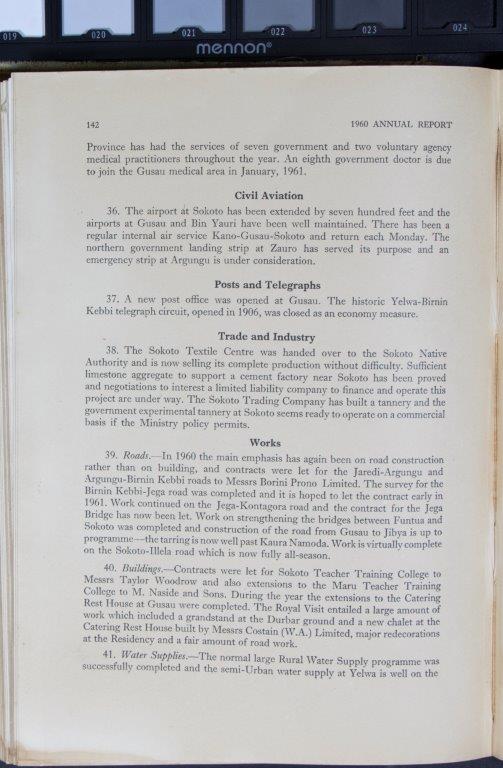 019 020 021 022 023 024
mennon®
142 1960 ANNUAL REPORT
Province has had the services of seven government and two voluntary agency
medical practitioners throughout the year. An eighth government doctor is due
to join the Gusau medical area in January, 1961.
Civil Aviation
36. The airport at Sokoto has been extended by seven hundred feet and the
airports at Gusau and Bin Yauri have been well maintained. There has been a
regular internal air service Kano-Gusau-Sokoto and return each Monday. The
northern government landing strip at Zauro has served its purpose and an
emergency strip at Argungu is under consideration.
Posts and Telegraphs
37. A new post office was opened at Gusau. The historic Yelwa-Birnin
Kebbi telegraph circuit, opened in 1906, was closed as an economy measure.
Trade and Industry
38. The Sokoto Textile Centre was handed over to the Sokoto Native
Authority and is now selling its complete production without difficulty. Sufficient
limestone aggregate to support a cement factory near Sokoto has been proved
and negotiations to interest a limited liability company to finance and operate this
project are under way. The Sokoto Trading Company has built a tannery and the
government experimental tannery at Sokoto seems ready to operate on a commercial
basis if the Ministry policy permits.
Works
39. Roads.—In 1960 the main emphasis has again been on road construction
rather than on building, and contracts were let for the Jaredi-Argungu and
Argungu-Birnin Kebbi roads to Messrs Borini Prono Limited. The survey for the
Birnin Kebbi-Jega road was completed and it is hoped to let the contract early in
1961. Work continued on the Jega-Kontagora road and the contract for the Jega
Bridge has now been let. Work on strengthening the bridges between Funtua and
Sokoto was completed and construction of the road from Gusau to Jibya is up to
programme—the tarring is now well past Kaura Namoda. Work is virtually complete
on the Sokoto-Illela road which is now fully all-season.
40. Buildings.—Contracts were let for Sokoto Teacher Training College to
Messrs Taylor Woodrow and also extensions to the Maru Teacher Training
College to M. Naside and Sons. During the year the extensions to the Catering
Rest House at Gusau were completed. The Royal Visit entailed a large amount of
work which included a grandstand at the Durbar ground and a new chalet at the
Catering Rest House built by Messrs Costain (W.A.) Limited, major redecorations
at the Residency and a fair amount of road work.
41. Water Supplies.—The normal large Rural Water Supply programme was
successfully completed and the semi-Urban water supply at Yelwa is well on the